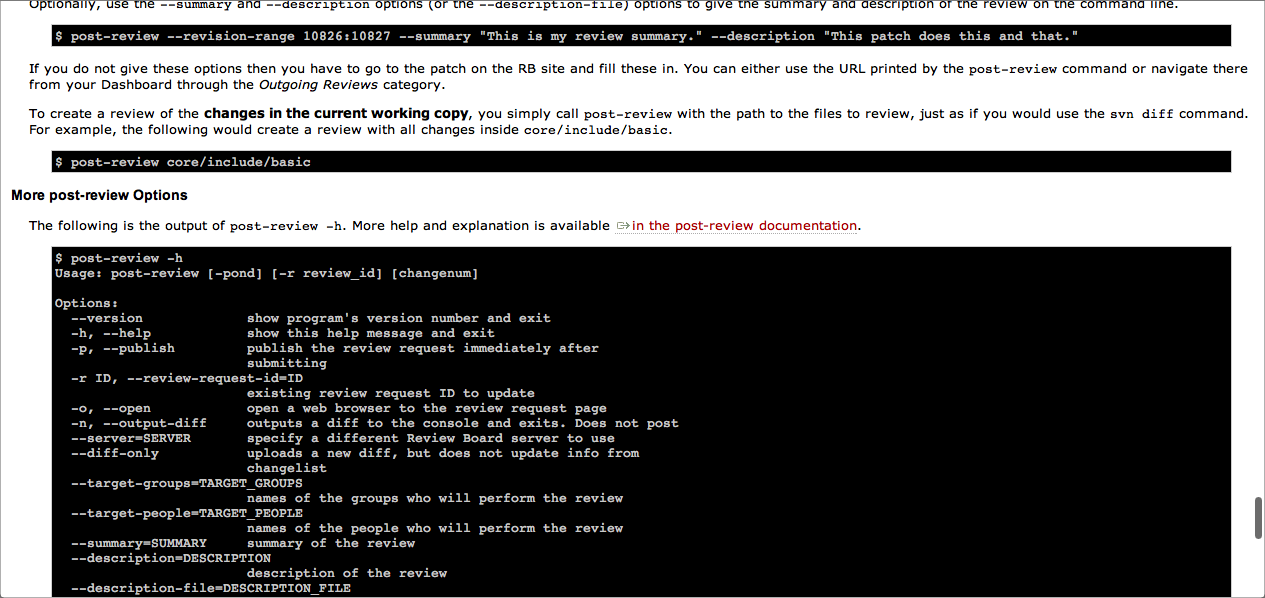 Optionally, use the --summary and --description options (or the --description-file) options to give the summary and description of the review on the command line.
$ post-review --revision-range 10826:10827 --summary "This is my review summary." --description "This patch does this and that."
If you do not give these options then you have to go to the patch on the RB site and fill these in. You can either use the URL printed by the post-review command or navigate there
from your Dashboard through the Outgoing Reviews category.
To create a review of the changes in the current working copy, you simply call post-review with the path to the files to review, just as if you would use the svn diff command.
For example, the following would create a review with all changes inside core/include/basic.
$ post-review core/include/basic
More post-review Options
The following is the output of post-review -h. More help and explanation is available in the post-review documentation.
$ post-review -h
Usage: post-review [-pond] [-r review_id] [changenum]
Options:
--version show program's version number and exit
-h, --help show this help message and exit
-p, --publish publish the review request immediately after
submitting
-r ID, --review-request-id=ID
existing review request ID to update
-o, --open open a web browser to the review request page
-n, --output-diff outputs a diff to the console and exits. Does not post
--server=SERVER specify a different Review Board server to use
--diff-only uploads a new diff, but does not update info from
changelist
--target-groups=TARGET_GROUPS
names of the groups who will perform the review
--target-people=TARGET_PEOPLE
names of the people who will perform the review
--summary=SUMMARY summary of the review
--description=DESCRIPTION
description of the review
--description-file=DESCRIPTION_FILE